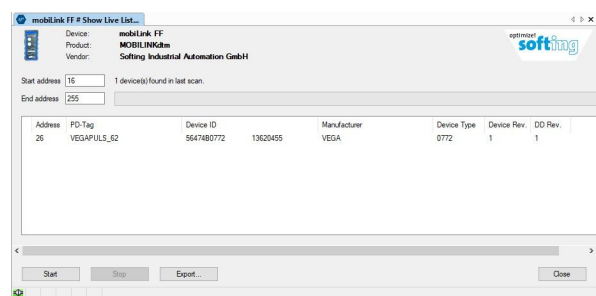 mobiLink FF # Show Live List...
Device: mobiLink FF
Product: MOBILINKdtm
Vendor: Softing Industrial Automation GmbH
optimize!
softing
Start address 16 1 device(s) found in last scan.
End address 255
Address PD-Tag Device ID Manufacturer Device Type Device Rev. DD Rev.
26 VEGAPULS_62 56474B0772 13620455 VEGA 0772 1 1
Start Stop Export... Close